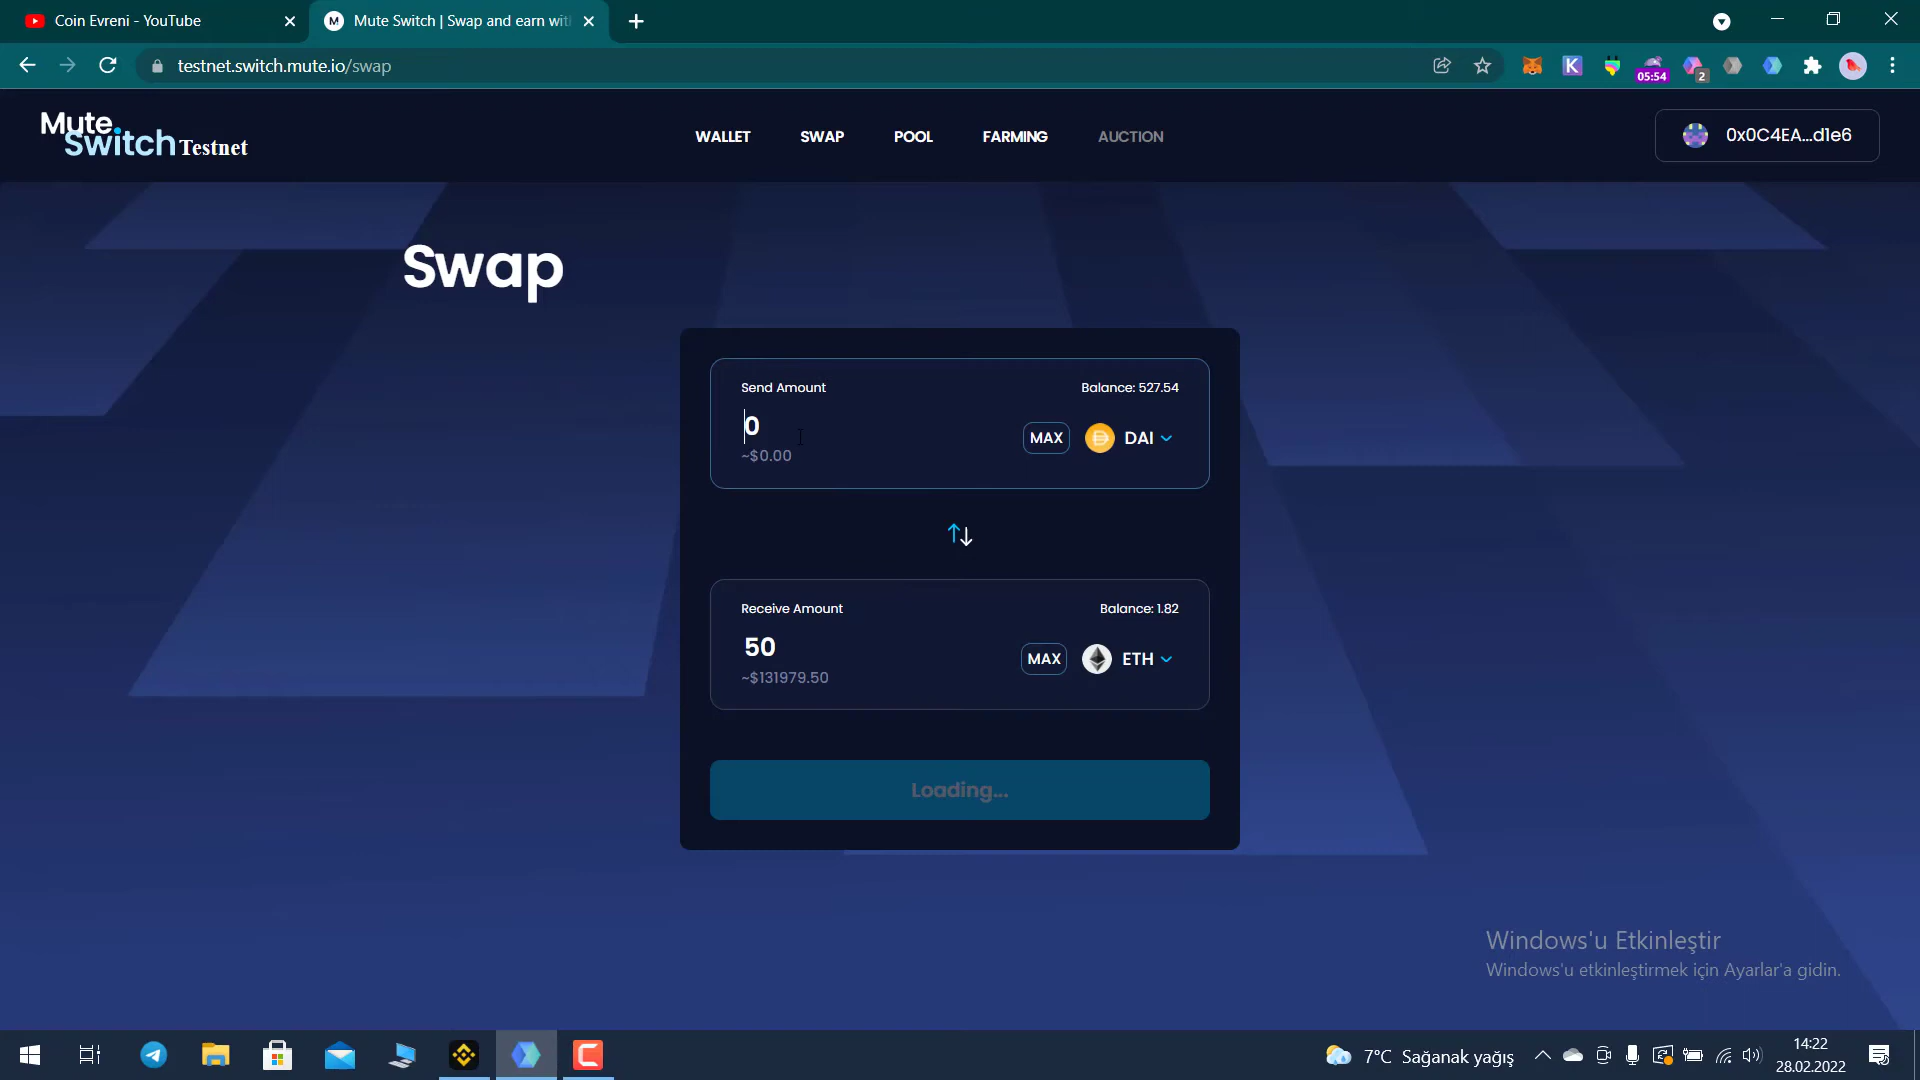 Coin Evreni - YouTube
Mute Switch | Swap and earn wit
testnet.switch.mute.io/swap
05:54
2
Mute.
Switch Testnet
WALLET
SWAP
POOL
FARMING
AUCTION
0x0C4EA...d1e6
Swap
Send Amount
Balance: 527.54
0
MAX
DAI
~$0.00
Receive Amount
Balance: 1.82
50
MAX
ETH
~$131979.50
Loading...
Windows'u Etkinleştir
Windows'u etkinleştirmek için Ayarlar'a gidin.
7°C Sağanak yağış
14:22
28.02.2022